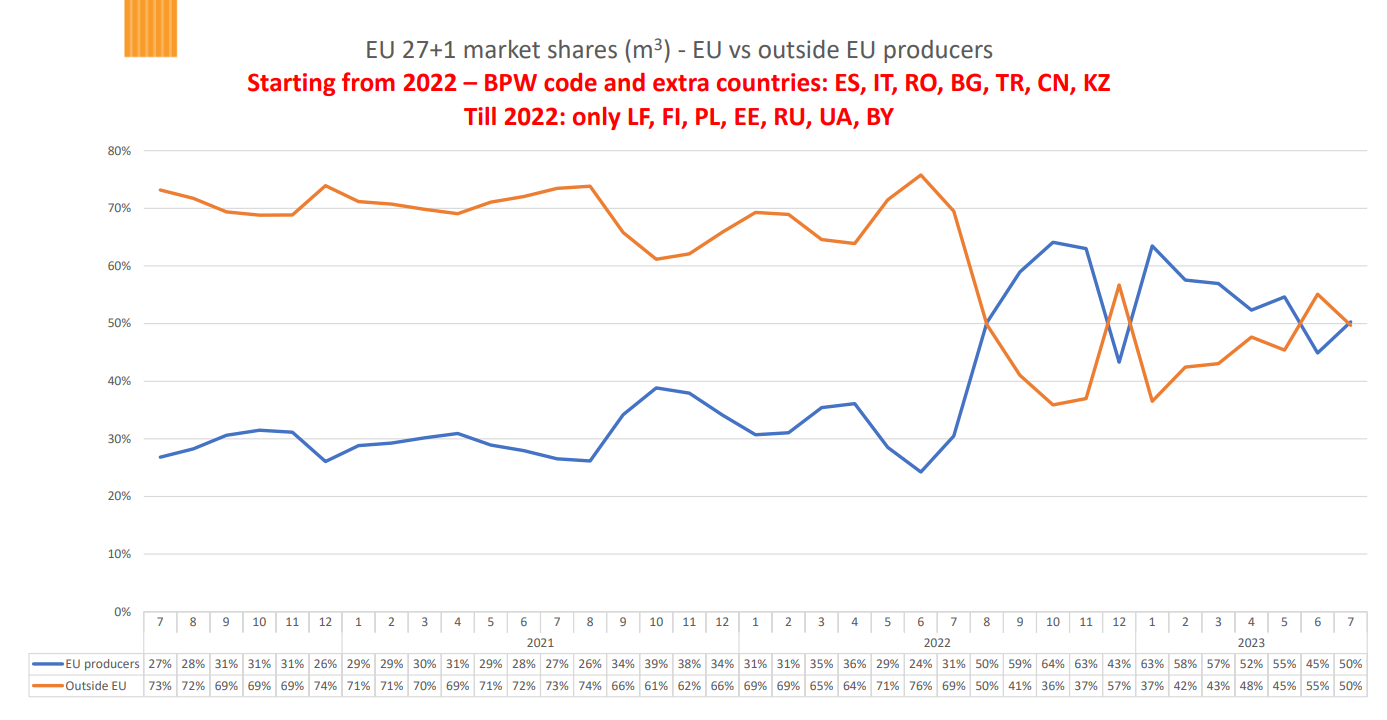 EU 27+1 market shares (m³) - EU vs outside EU producers
Starting from 2022 – BPW code and extra countries: ES, IT, RO, BG, TR, CN, KZ
Till 2022: only LF, FI, PL, EE, RU, UA, BY
80%
70%
60%
50%
40%
30%
20%
10%
0%
7 8 9 10 11 12 1 2 3 4 5 6 7 8 9 10 11 12 1 2 3 4 5 6 7 8 9 10 11 12 1 2 3 4 5 6 7
2021 2022 2023
EU producers 27% 28% 31% 31% 31% 26% 29% 29% 30% 31% 29% 28% 27% 26% 34% 39% 38% 34% 31% 31% 35% 36% 29% 24% 31% 50% 59% 64% 63% 43% 63% 58% 57% 52% 55% 45% 50%
Outside EU 73% 72% 69% 69% 69% 74% 71% 71% 70% 69% 71% 72% 73% 74% 66% 61% 62% 66% 69% 69% 65% 64% 71% 76% 69% 50% 41% 36% 37% 57% 37% 42% 43% 48% 45% 55% 50%